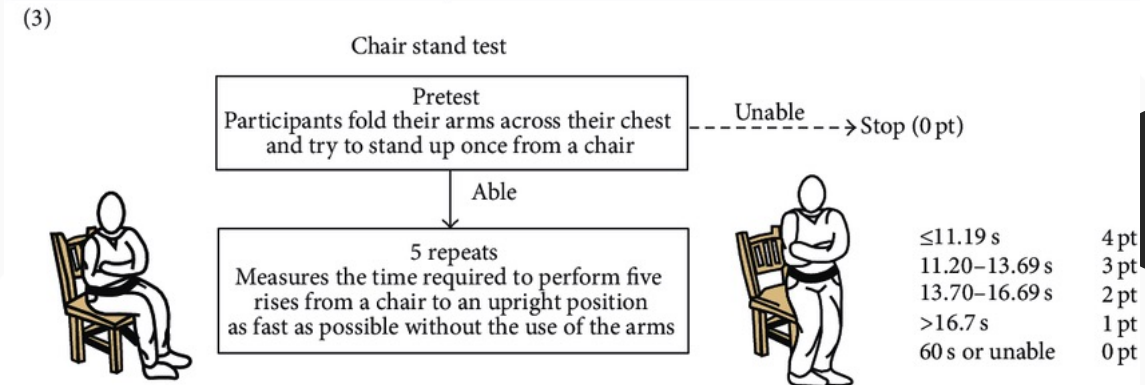 (3)
Chair stand test
Pretest
Participants fold their arms across their chest
and try to stand up once from a chair
Unable
Stop (0 pt)
Able
5 repeats
Measures the time required to perform five
rises from a chair to an upright position
as fast as possible without the use of the arms
≤11.19 s 4 pt
11.20–13.69 s 3 pt
13.70–16.69 s 2 pt
>16.7 s 1 pt
60 s or unable 0 pt